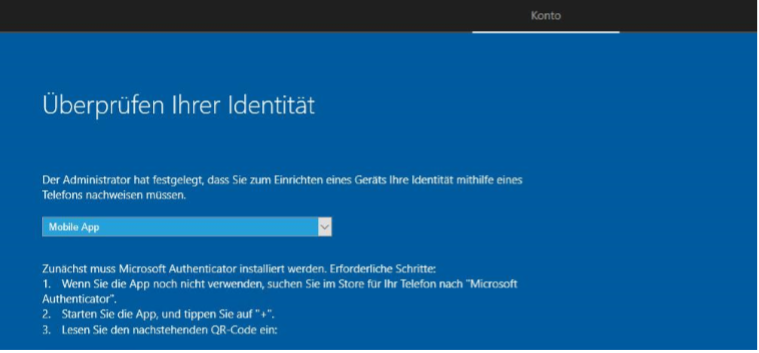 Konto
Überprüfen Ihrer Identität
Der Administrator hat festgelegt, dass Sie zum Einrichten eines Geräts Ihre Identität mithilfe eines
Telefons nachweisen müssen.
Mobile App
Zunächst muss Microsoft Authenticator installiert werden. Erforderliche Schritte:
1. Wenn Sie die App noch nicht verwenden, suchen Sie im Store für Ihr Telefon nach "Microsoft
Authenticator".
2. Starten Sie die App, und tippen Sie auf "+".
3. Lesen Sie den nachstehenden QR-Code ein: